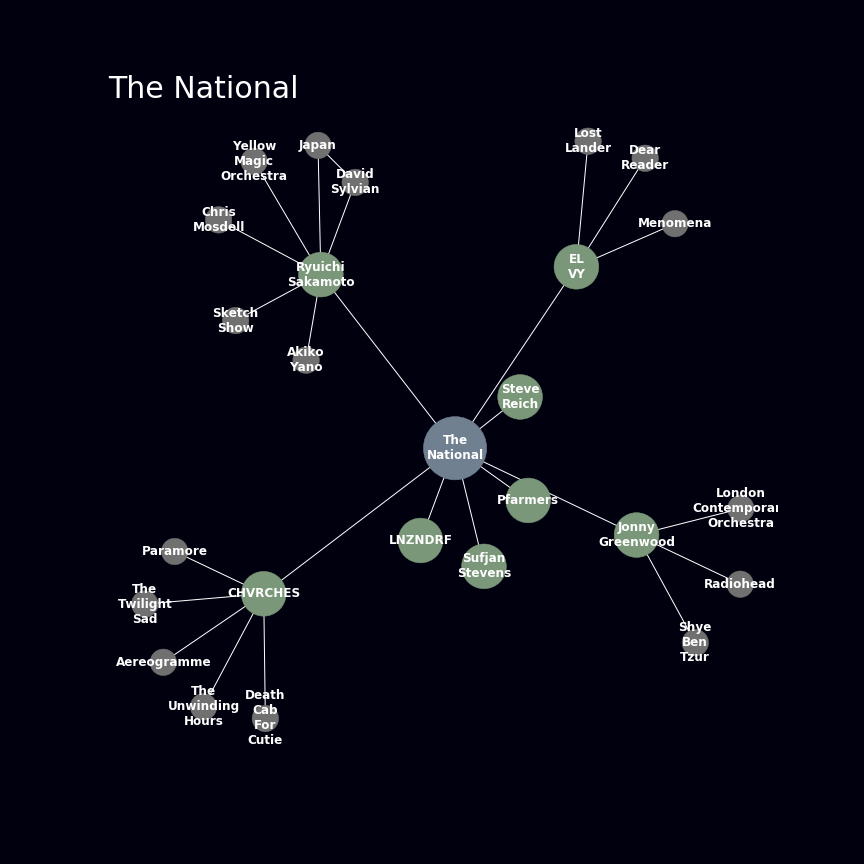 The National
Lost
Lander
Yellow
Magic
Orchestra
Japan
Dear
Reader
David
Sylvian
Chris
Mosdell
Menomena
EL
VY
Ryuichi
Sakamoto
Sketch
Show
Akiko
Yano
Steve
Reich
The
National
Pfarmers
London
Contemporar
Orchestra
Jonny
Greenwood
LNZNDRF
Sufjan
Stevens
Paramore
CHVRCHES
Radiohead
The
Twilight
Sad
Shye
Ben
Tzur
Aereogramme
The
Unwinding
Hours
Death
Cab
For
Cutie